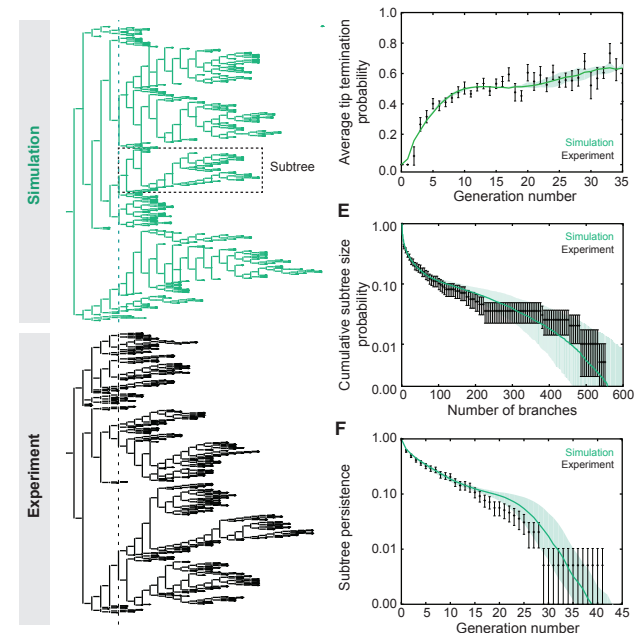 Simulation
Experiment
Subtree
Average tip termination
probability
1.0
0.8
0.6
0.4
0.2
0.0
0 5 10 15 20 25 30 35
Generation number
Simulation
Experiment
E
Cumulative subtree size
probability
1.00
0.10
0.01
0.00
0 100 200 300 400 500 600
Number of branches
Simulation
Experiment
F
Subtree persistence
1.00
0.10
0.01
0.00
0 5 10 15 20 25 30 35 40 45
Generation number
Simulation
Experiment